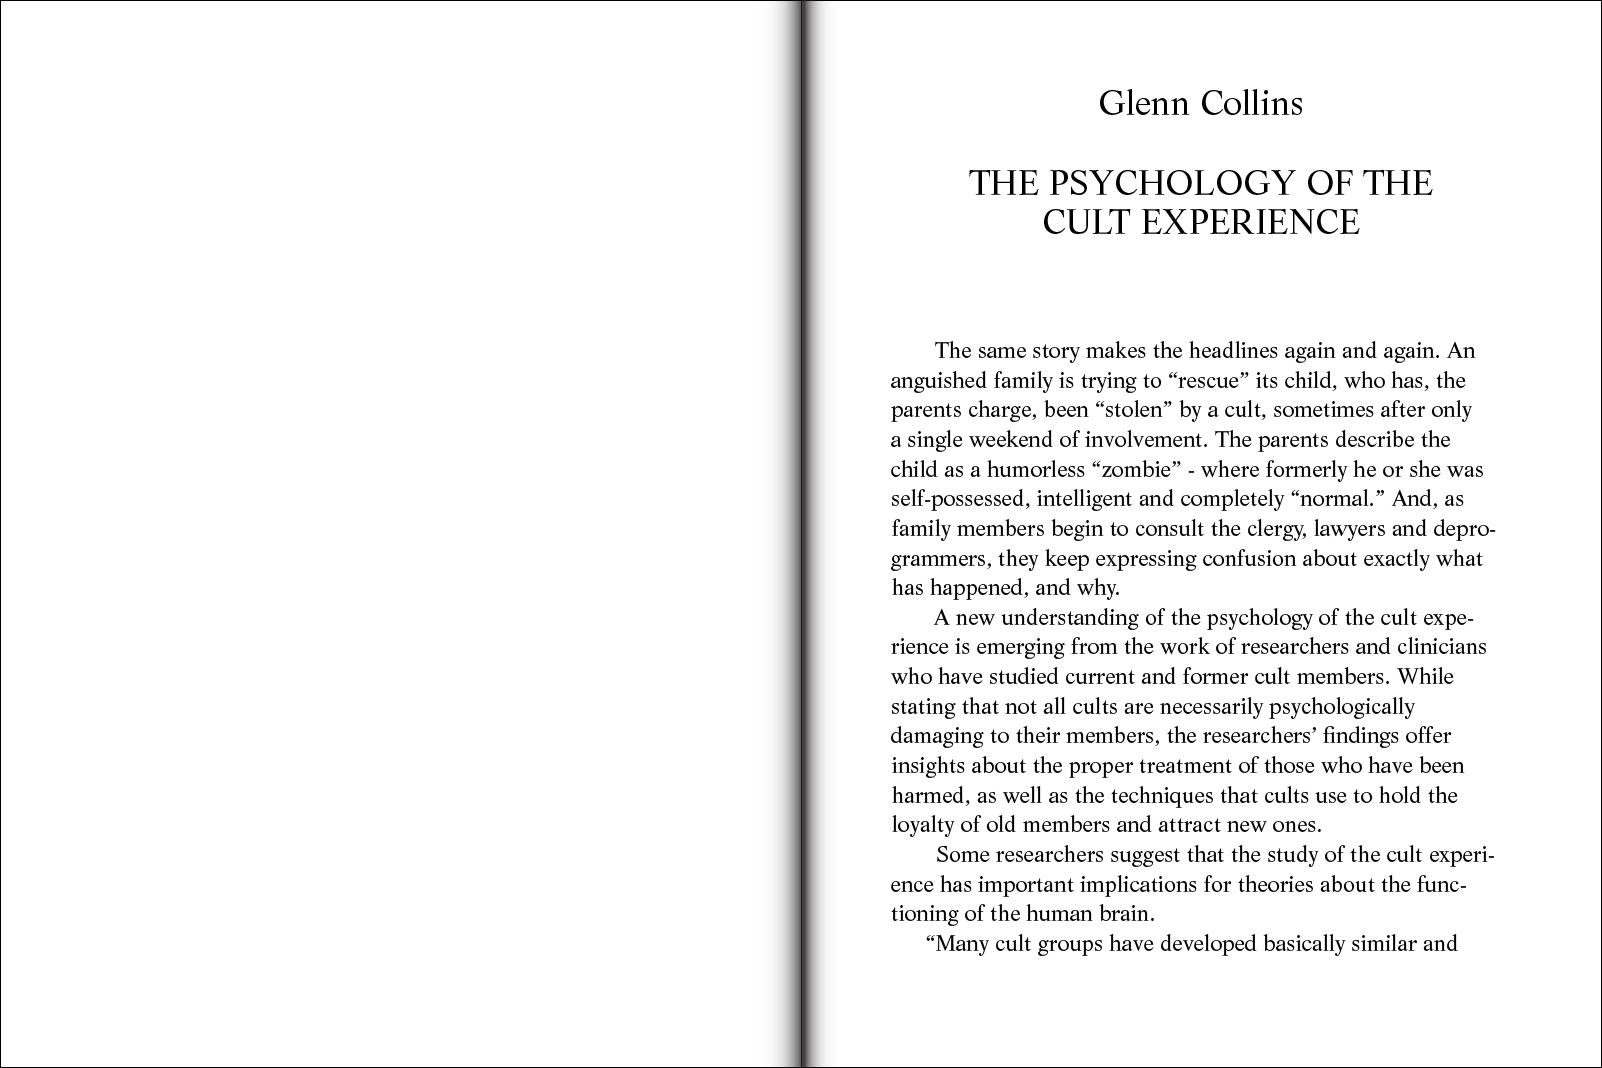 Glenn Collins
THE PSYCHOLOGY OF THE
CULT EXPERIENCE
The same story makes the headlines again and again. An
anguished family is trying to “rescue” its child, who has, the
parents charge, been “stolen” by a cult, sometimes after only
a single weekend of involvement. The parents describe the
child as a humorless “zombie” - where formerly he or she was
self-possessed, intelligent and completely “normal.” And, as
family members begin to consult the clergy, lawyers and depro-
grammers, they keep expressing confusion about exactly what
has happened, and why.
A new understanding of the psychology of the cult expe-
rience is emerging from the work of researchers and clinicians
who have studied current and former cult members. While
stating that not all cults are necessarily psychologically
damaging to their members, the researchers’ findings offer
insights about the proper treatment of those who have been
harmed, as well as the techniques that cults use to hold the
loyalty of old members and attract new ones.
Some researchers suggest that the study of the cult experi-
ence has important implications for theories about the func-
tioning of the human brain.
“Many cult groups have developed basically similar and